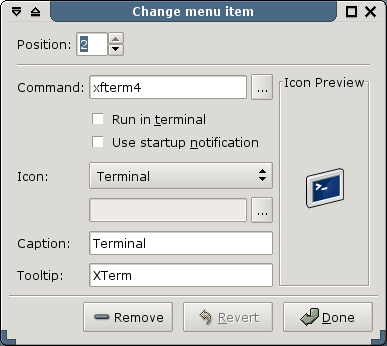 Change menu item
Position: 2
Command: xfterm4 ...
Icon Preview
Run in terminal
Use startup notification
Icon: Terminal
...
Caption: Terminal
Tooltip: XTerm
Remove Revert Done